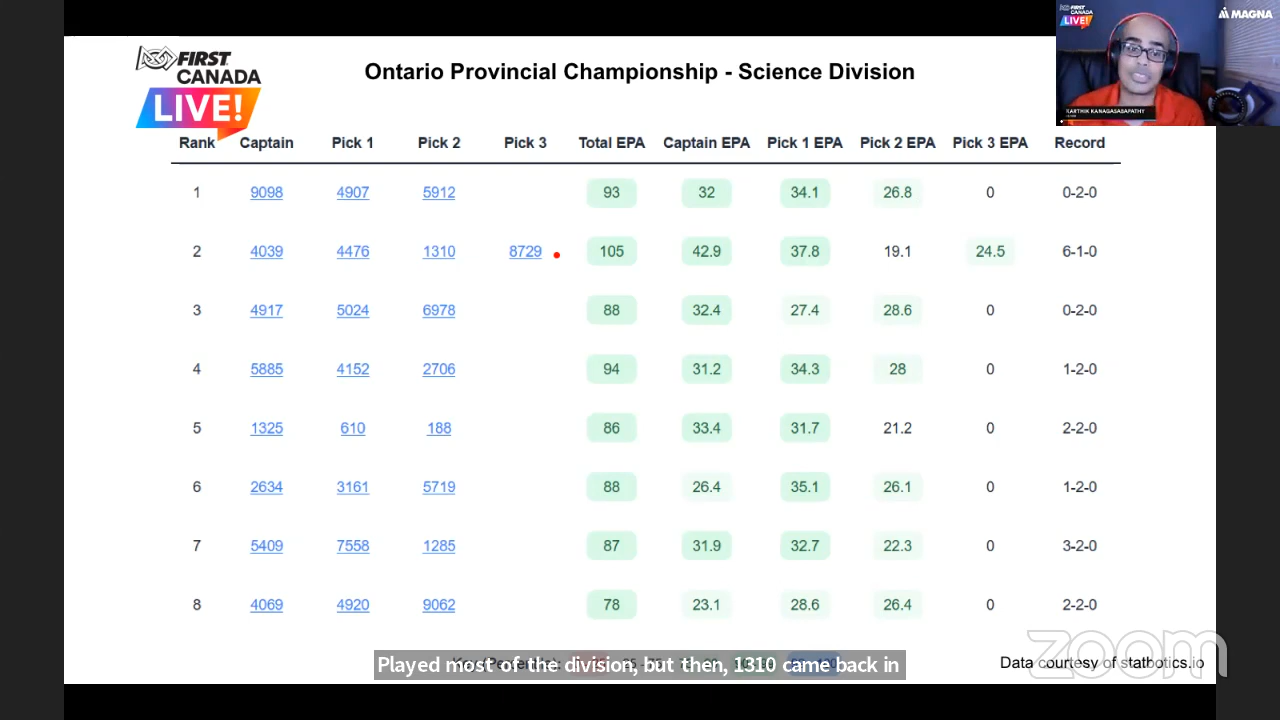 FIRST
CANADA
LIVE!
Ontario Provincial Championship - Science Division
FIRST CANADA
LIVE!
MAGNA
KARTHIK KANAGASABAPATHY
Rank Captain Pick 1 Pick 2 Pick 3 Total EPA Captain EPA Pick 1 EPA Pick 2 EPA Pick 3 EPA Record
1 9098 4907 5912 93 32 34.1 26.8 0 0-2-0
2 4039 4476 1310 8729 105 42.9 37.8 19.1 24.5 6-1-0
3 4917 5024 6978 88 32.4 27.4 28.6 0 0-2-0
4 5885 4152 2706 94 31.2 34.3 28 0 1-2-0
5 1325 610 188 86 33.4 31.7 21.2 0 2-2-0
6 2634 3161 5719 88 26.4 35.1 26.1 0 1-2-0
7 5409 7558 1285 87 31.9 32.7 22.3 0 3-2-0
8 4069 4920 9062 78 23.1 28.6 26.4 0 2-2-0
Played most of the division, but then, 1310 came back in
Data courtesy of statbotics.io
zoom